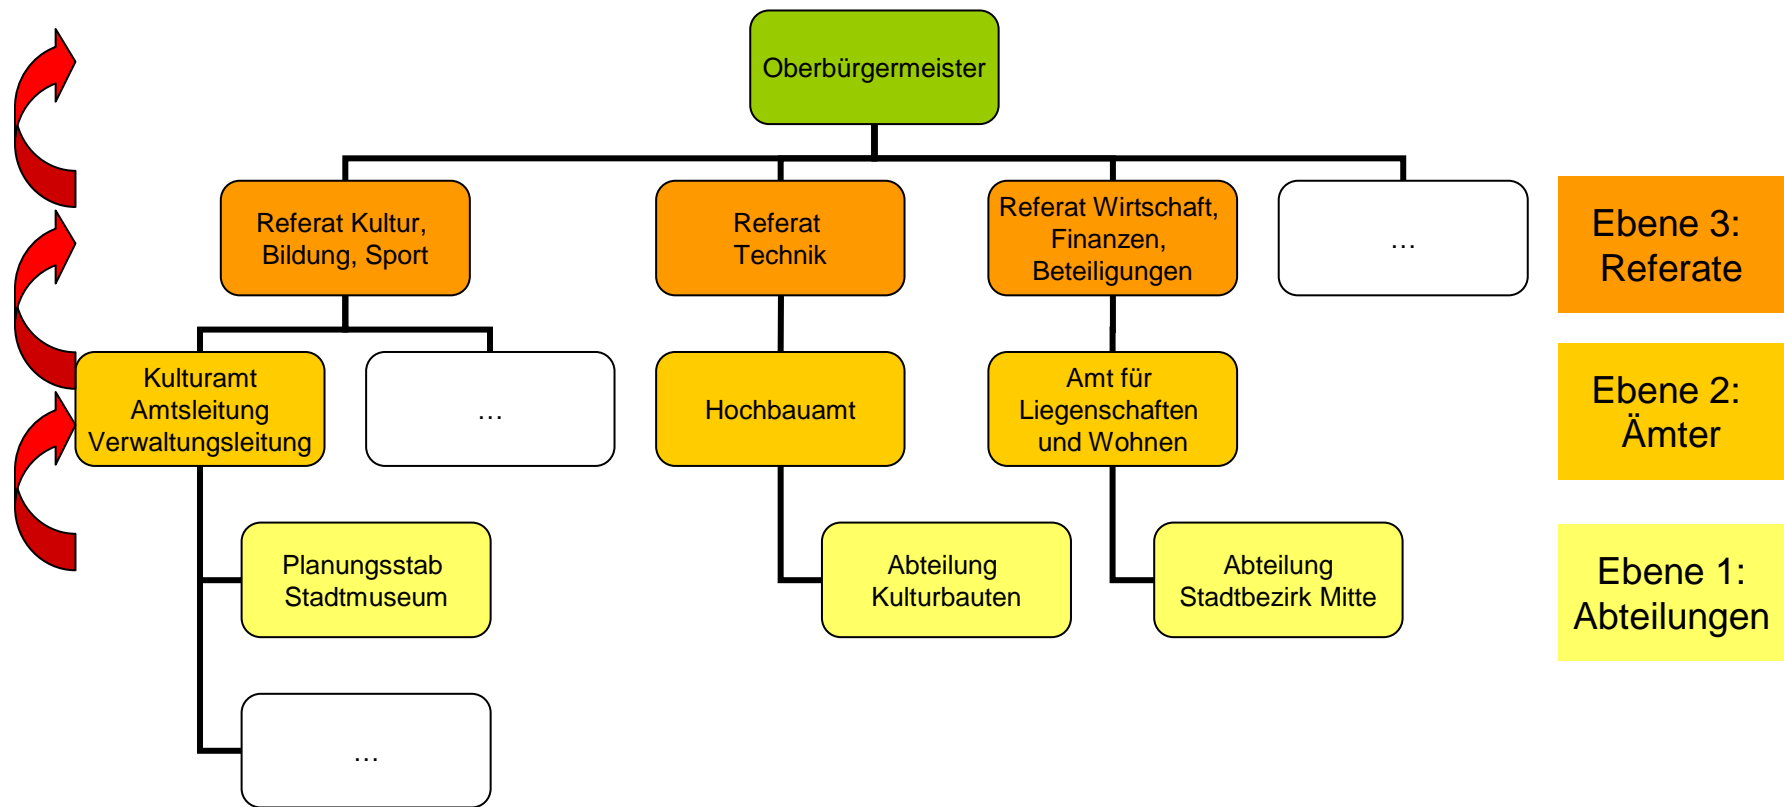 Oberbürgermeister
Referat Kultur,
Bildung, Sport
Referat
Technik
Referat Wirtschaft,
Finanzen,
Beteiligungen
…
Ebene 3:
Referate
Kulturamt
Amtsleitung
Verwaltungsleitung
…
Hochbauamt
Amt für
Liegenschaften
und Wohnen
Ebene 2:
Ämter
Planungsstab
Stadtmuseum
Abteilung
Kulturbauten
Abteilung
Stadtbezirk Mitte
Ebene 1:
Abteilungen
…